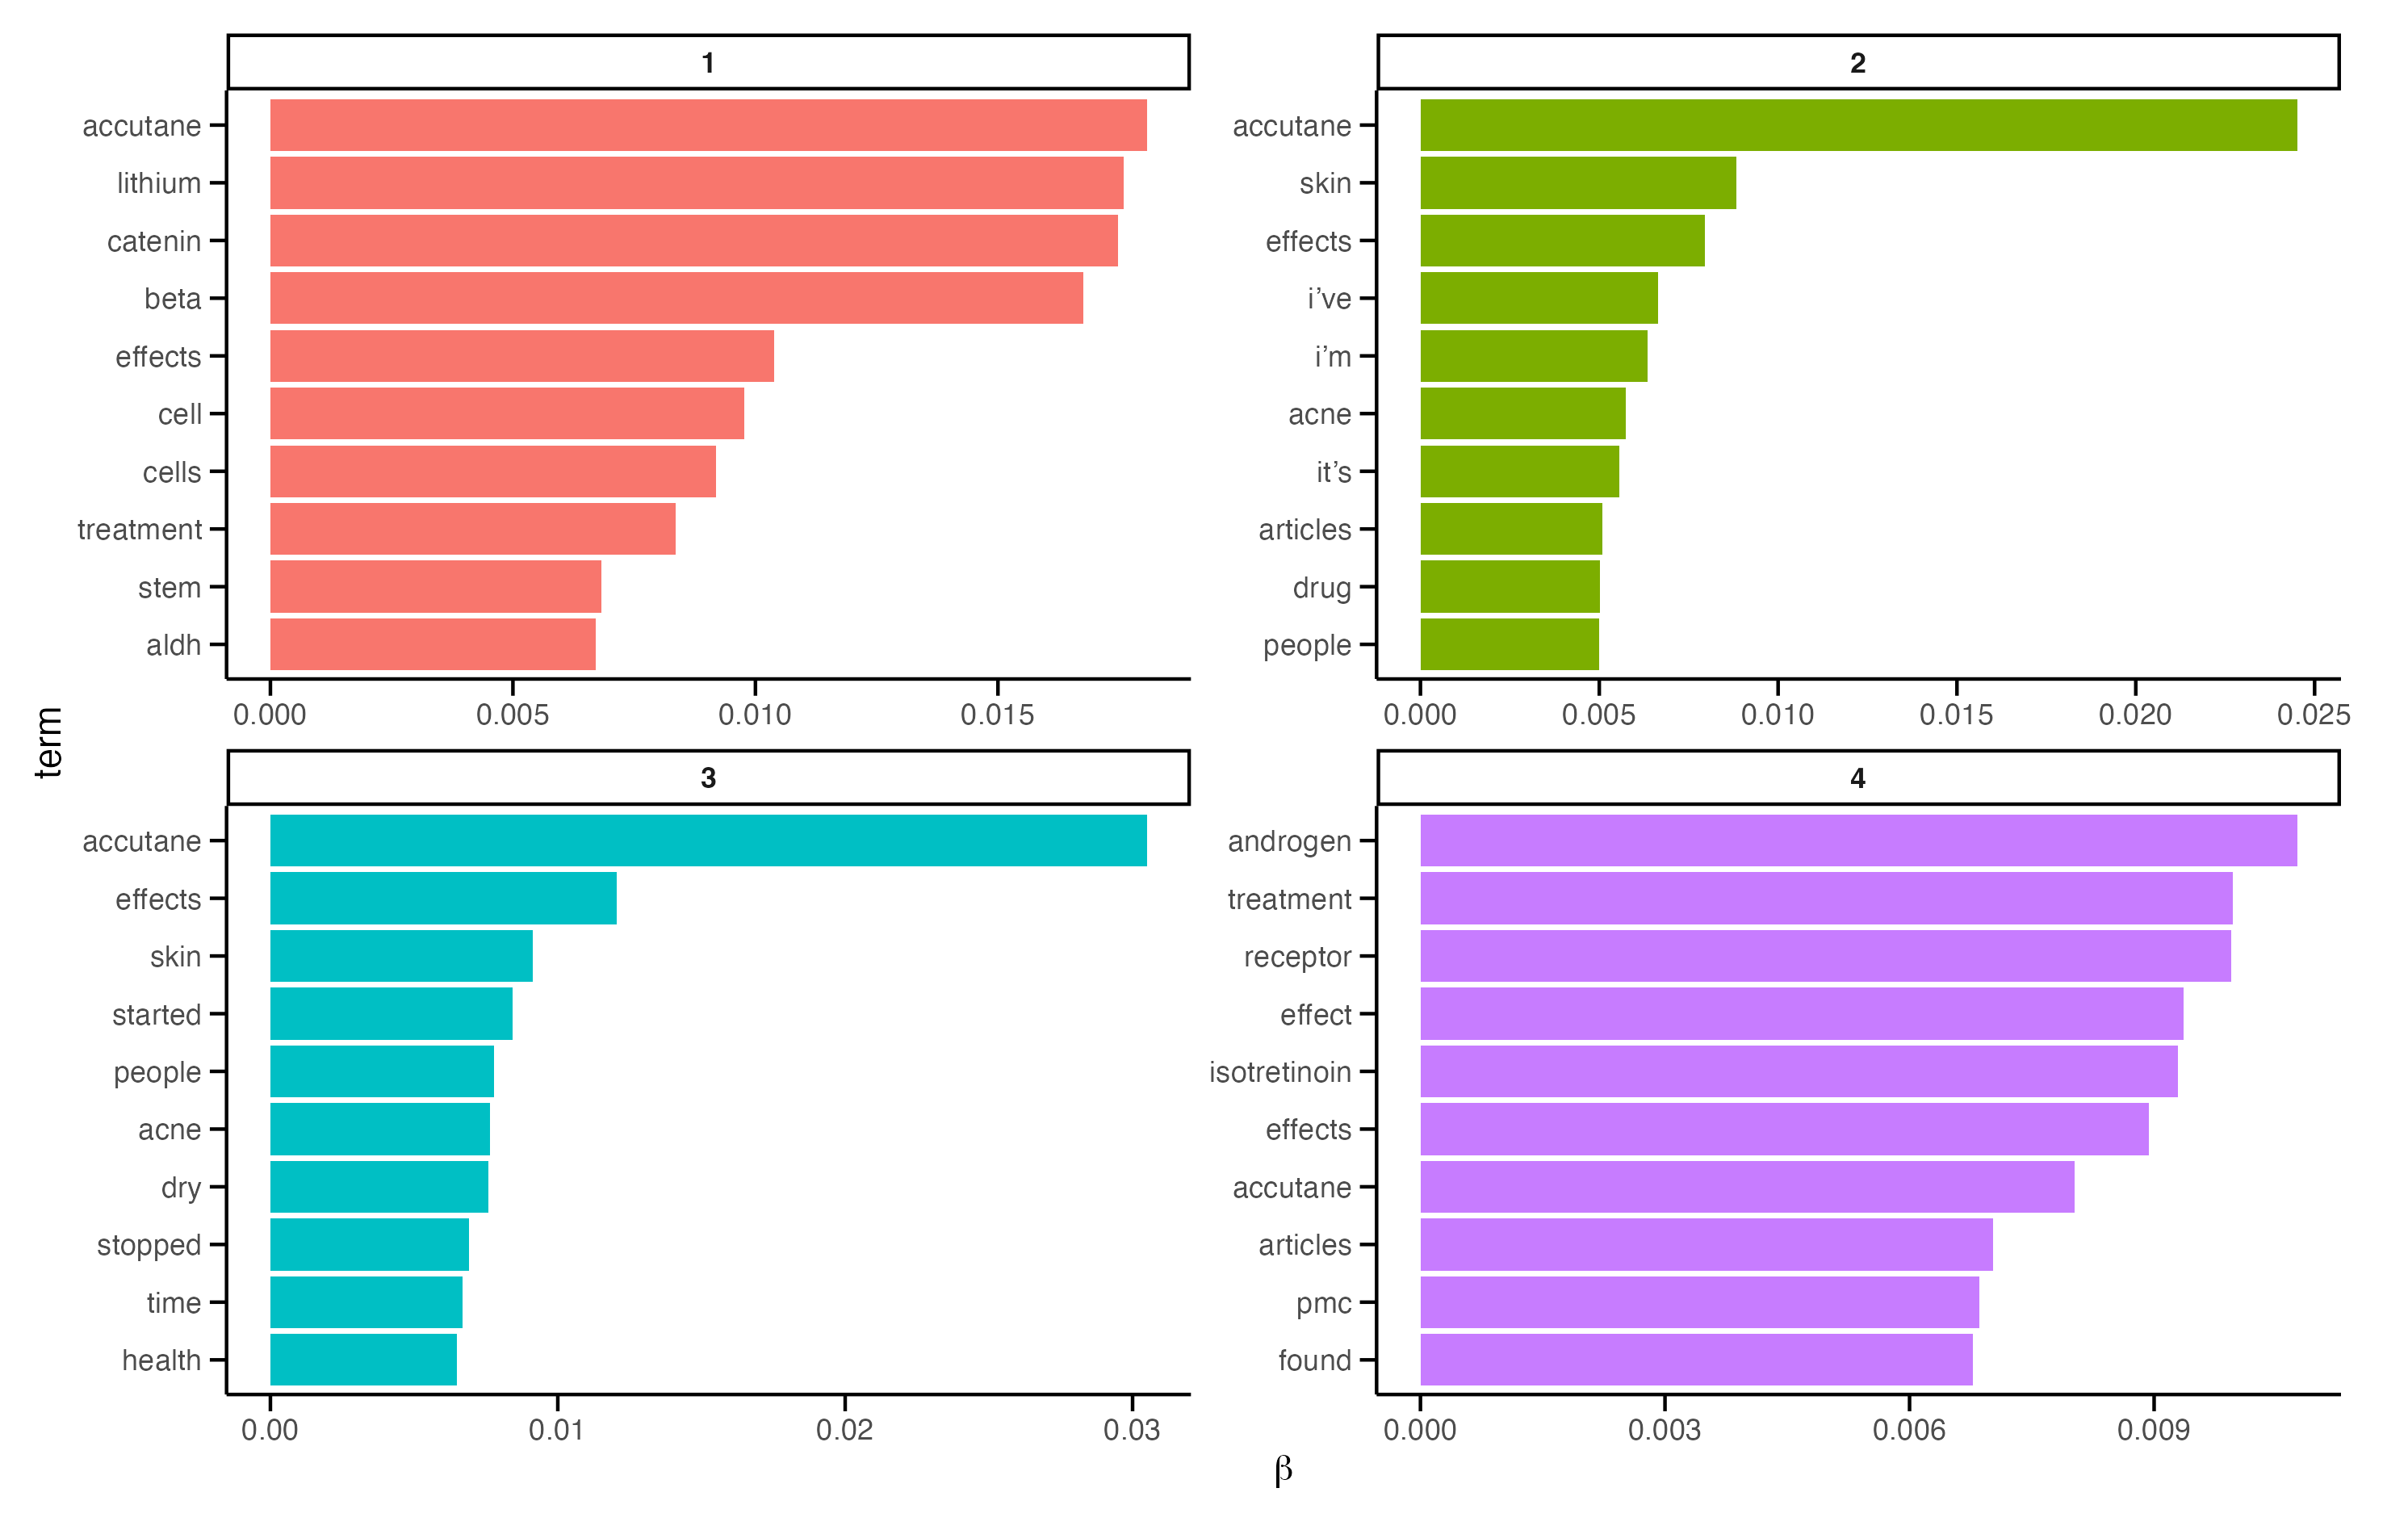 1
accutane
lithium
catenin
beta
effects
cell
cells
treatment
stem
aldh
0.000 0.005 0.010 0.015
2
accutane
skin
effects
i’ve
i’m
acne
it’s
articles
drug
people
0.000 0.005 0.010 0.015 0.020 0.025
term
3
accutane
effects
skin
started
people
acne
dry
stopped
time
health
0.00 0.01 0.02 0.03
4
androgen
treatment
receptor
effect
isotretinoin
effects
accutane
articles
pmc
found
0.000 0.003 0.006 0.009
β